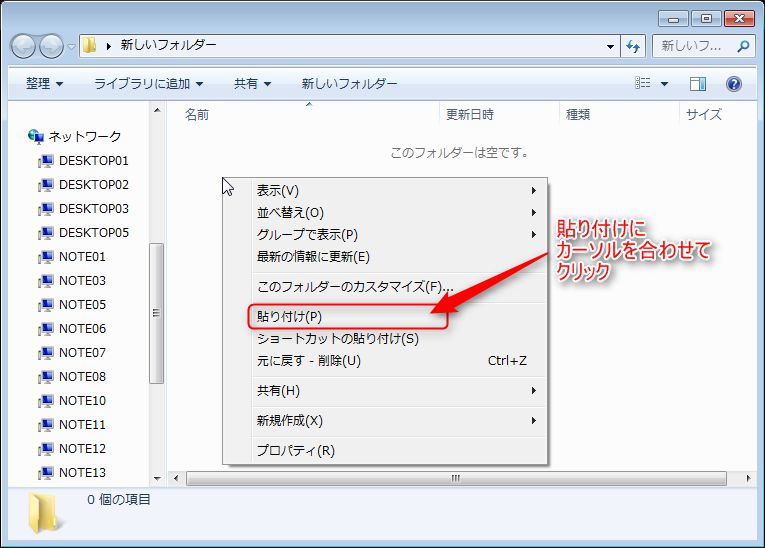 新しいフォルダー
新しいフ...
整理 ライブラリに追加 共有 新しいフォルダー
名前 更新日時 種類 サイズ
このフォルダーは空です。
ネットワーク
DESKTOP01
DESKTOP02
DESKTOP03
DESKTOP05
NOTE01
NOTE03
NOTE05
NOTE06
NOTE07
NOTE08
NOTE10
NOTE11
NOTE12
NOTE13
表示(V)
並べ替え(O)
グループで表示(P)
最新の情報に更新(E)
このフォルダーのカスタマイズ(F)...
貼り付け(P)
ショートカットの貼り付け(S)
元に戻す - 削除(U) Ctrl+Z
共有(H)
新規作成(X)
プロパティ(R)
貼り付けに
カーソルを合わせて
クリック
0 個の項目